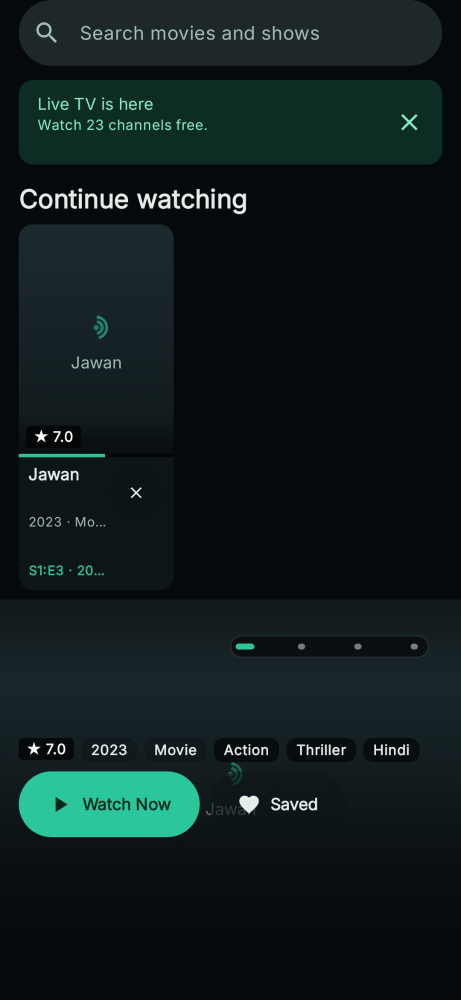 Search movies and shows
Live TV is here
Watch 23 channels free.
Continue watching
Jawan
★ 7.0
Jawan
2023 · Mo...
S1:E3 · 20...
★ 7.0 2023 Movie Action Thriller Hindi
Jawan
Watch Now Saved